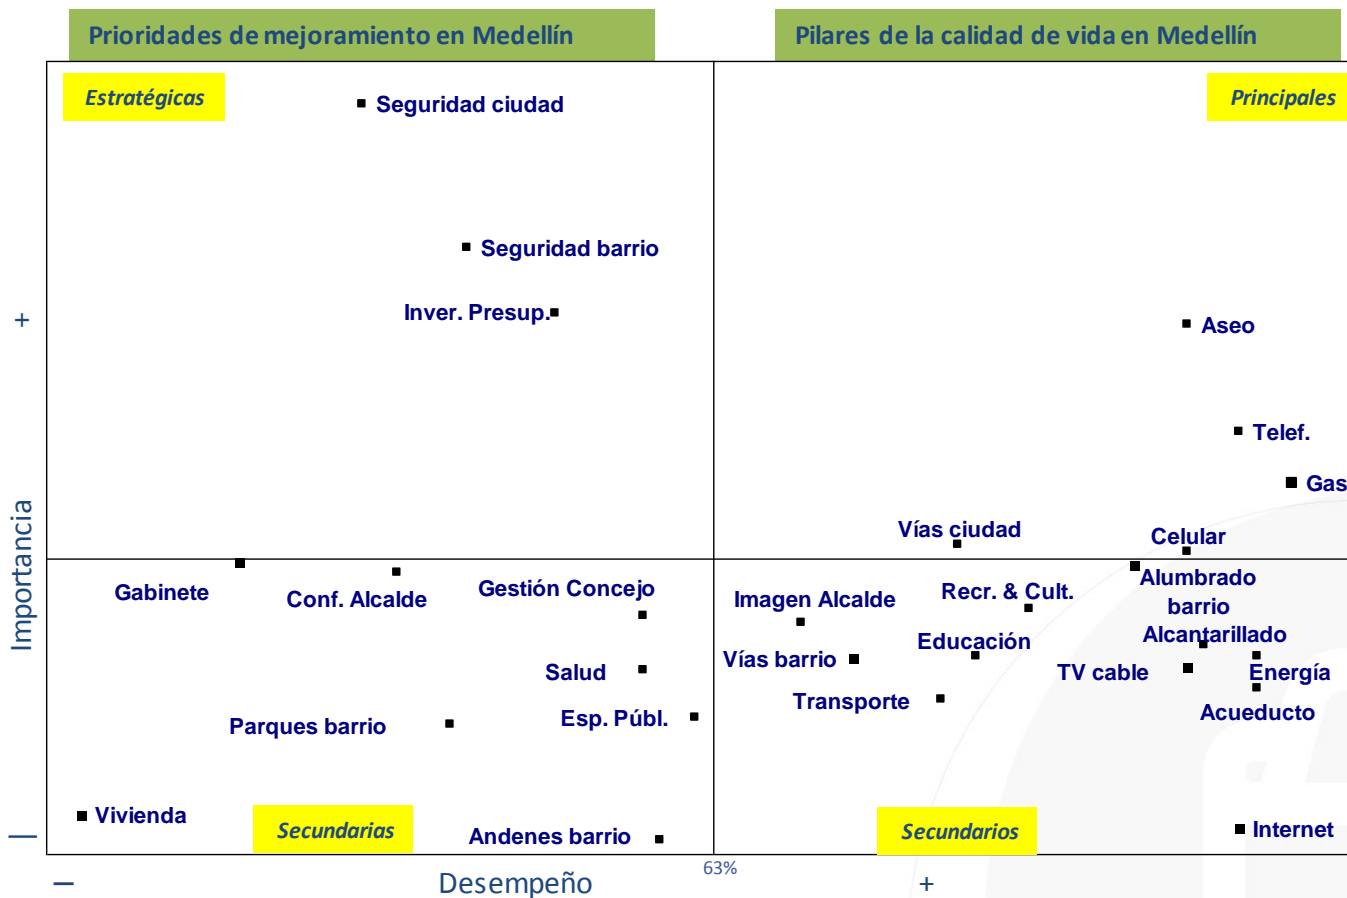 Prioridades de mejoramiento en Medellín
Pilares de la calidad de vida en Medellín
Estratégicas
Seguridad ciudad
Principales
Seguridad barrio
Inver. Presup.
+
Aseo
Telef.
Gas
Importancia
Vías ciudad
Celular
Gabinete
Conf. Alcalde
Gestión Concejo
Imagen Alcalde
Recr. & Cult.
Alumbrado
barrio
Alcantarillado
Educación
Vías barrio
Salud
TV cable
Energía
Transporte
Acueducto
Esp. Públ.
Parques barrio
Vivienda
Secundarias
Andenes barrio
Secundarios
Internet
–
–
Desempeño
63%
+